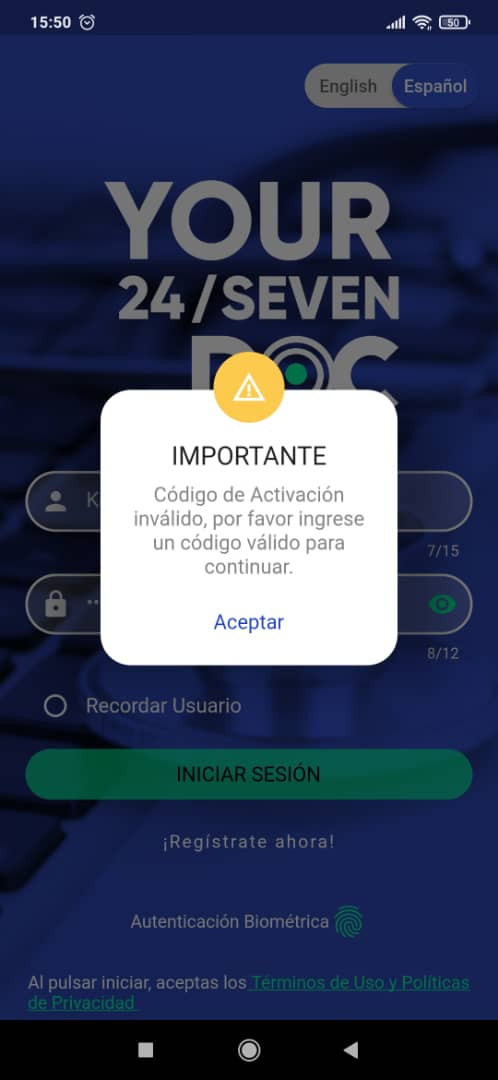 15:50
50
English Español
YOUR
24/SEVEN
DOC
IMPORTANTE
Código de Activación
inválido, por favor ingrese
un código válido para
continuar.
Aceptar
K
7/15
8/12
Recordar Usuario
INICIAR SESIÓN
¡Regístrate ahora!
Autenticación Biométrica
Al pulsar iniciar, aceptas los Términos de Uso y Políticas
de Privacidad